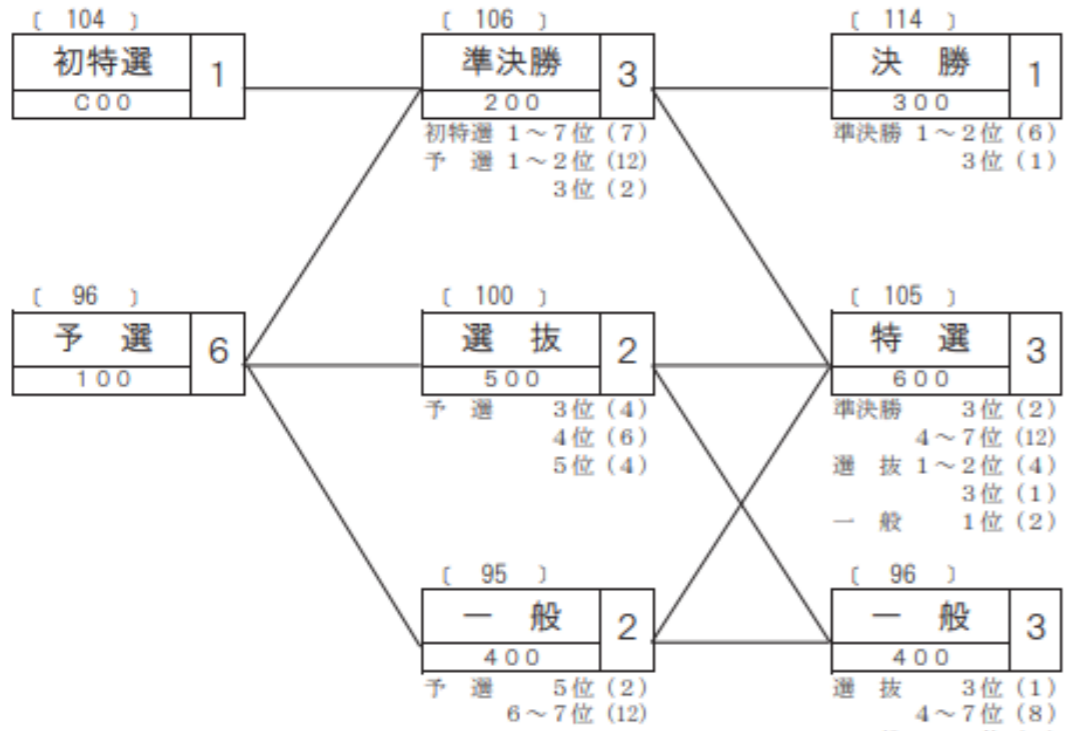 〔 104 〕
初特選 1
C00
〔 106 〕
準決勝 3
200
初特選 1～7位 (7)
予 選 1～2位 (12)
3位 (2)
〔 114 〕
決 勝 1
300
準決勝 1～2位 (6)
3位 (1)
〔 96 〕
予 選 6
100
〔 100 〕
選 抜 2
500
予 選 3位 (4)
4位 (6)
5位 (4)
〔 105 〕
特 選 3
600
準決勝 3位 (2)
4～7位 (12)
選 抜 1～2位 (4)
3位 (1)
一 般 1位 (2)
〔 95 〕
一 般 2
400
予 選 5位 (2)
6～7位 (12)
〔 96 〕
一 般 3
400
選 抜 3位 (1)
4～7位 (8)